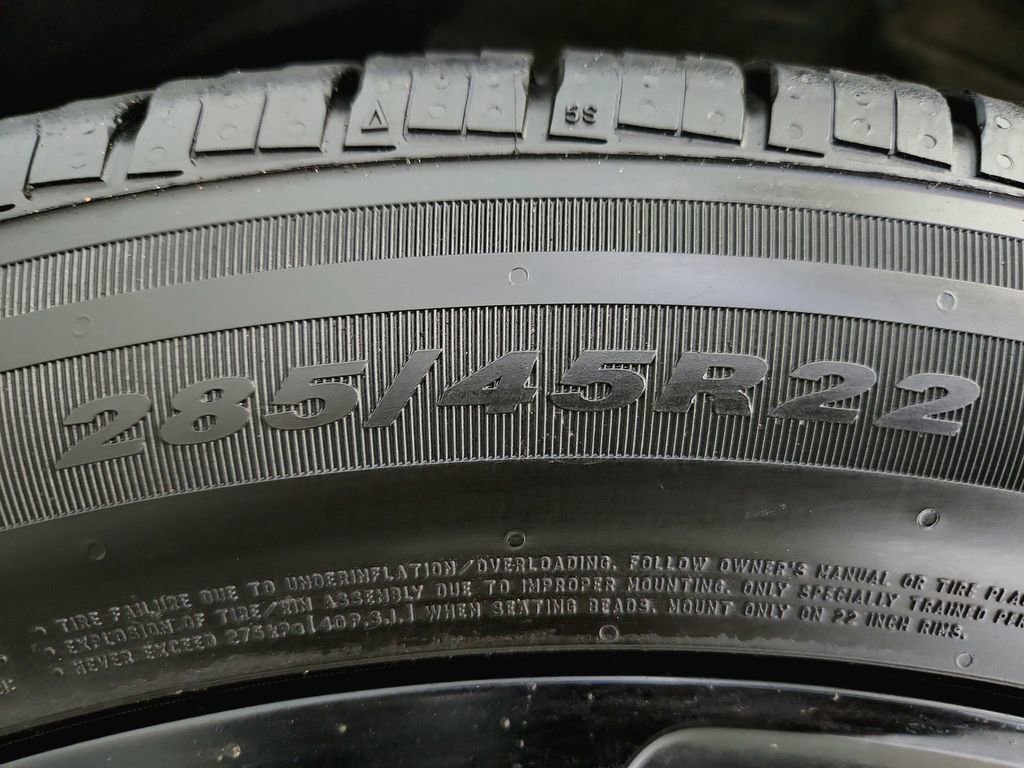 5S
285/45R22
TIRE FAILURE DUE TO UNDERINFLATION/OVERLOADING. FOLLOW OWNER'S MANUAL OR TIRE PLAC
EXPLOSION OF TIRE/RIM ASSEMBLY DUE TO IMPROPER MOUNTING. ONLY SPECIALLY TRAINED PER
NEVER EXCEED 275KPa[40P.S.I.] WHEN SEATING BEADS. MOUNT ONLY ON 22 INCH RIMS.